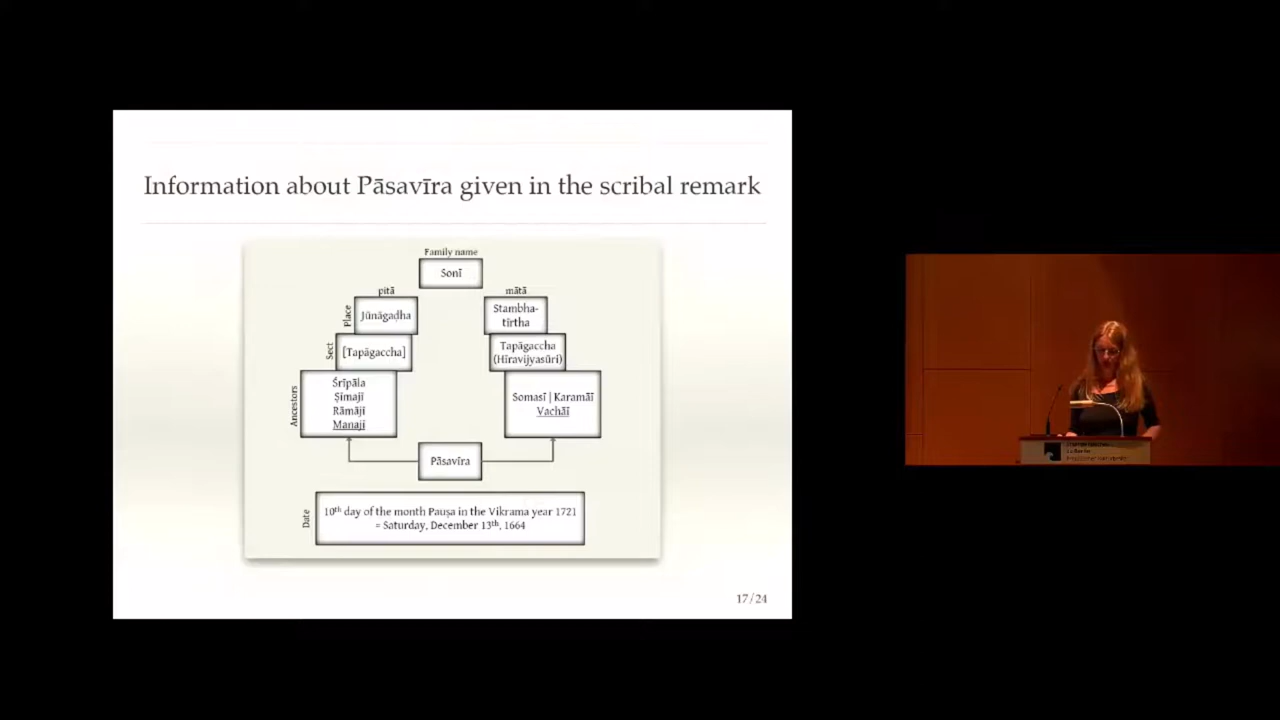 Information about Pāsavīra given in the scribal remark
Family name
Sonī
pitā
mātā
Place
Jūnāgaḍha
Stambha-
tīrtha
Sect
[Tapāgaccha]
Tapāgaccha
(Hīravijyasūri)
Ancestors
Śrīpāla
Ṣimajī
Rāmājī
Manajī
Somasī | Karamāī
Vachāī
Pāsavīra
Date
10th day of the month Pauṣa in the Vikrama year 1721
= Saturday, December 13th, 1664
17/24